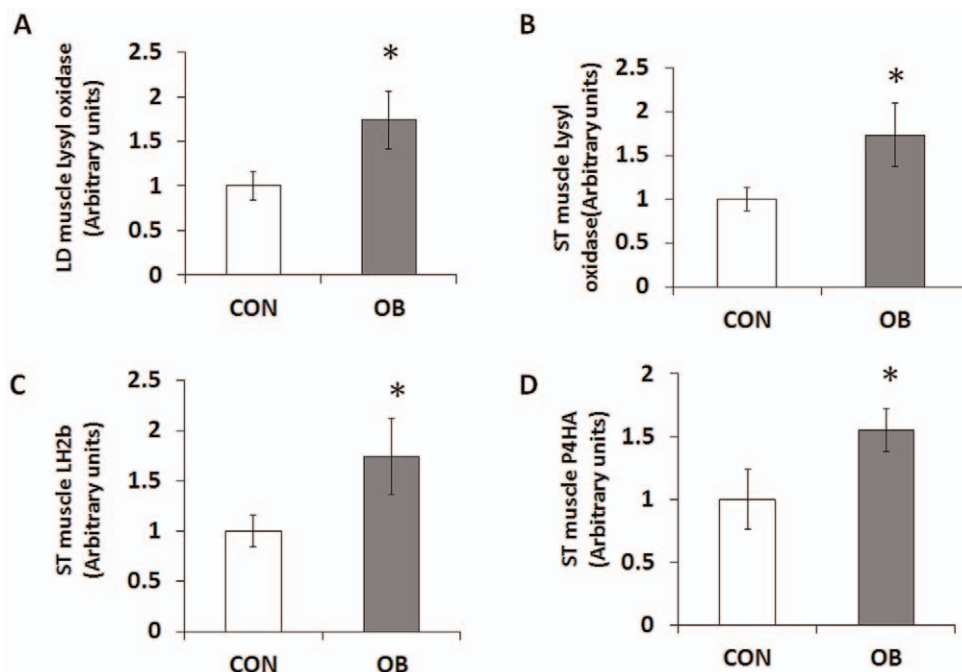 A
LD muscle Lysyl oxidase
(Arbitrary units)
2.5
2
1.5
1
0.5
0
*
CON
OB
B
ST muscle Lysyl
oxidase(Arbitraryunits)
2.5
2
1.5
1
0.5
0
*
CON
OB
C
ST muscle LH2b
(Arbitrary units)
2.5
2
1.5
1
0.5
0
*
CON
OB
D
ST muscle P4HA
(Arbitrary units)
2
1.5
1
0.5
0
*
CON
OB